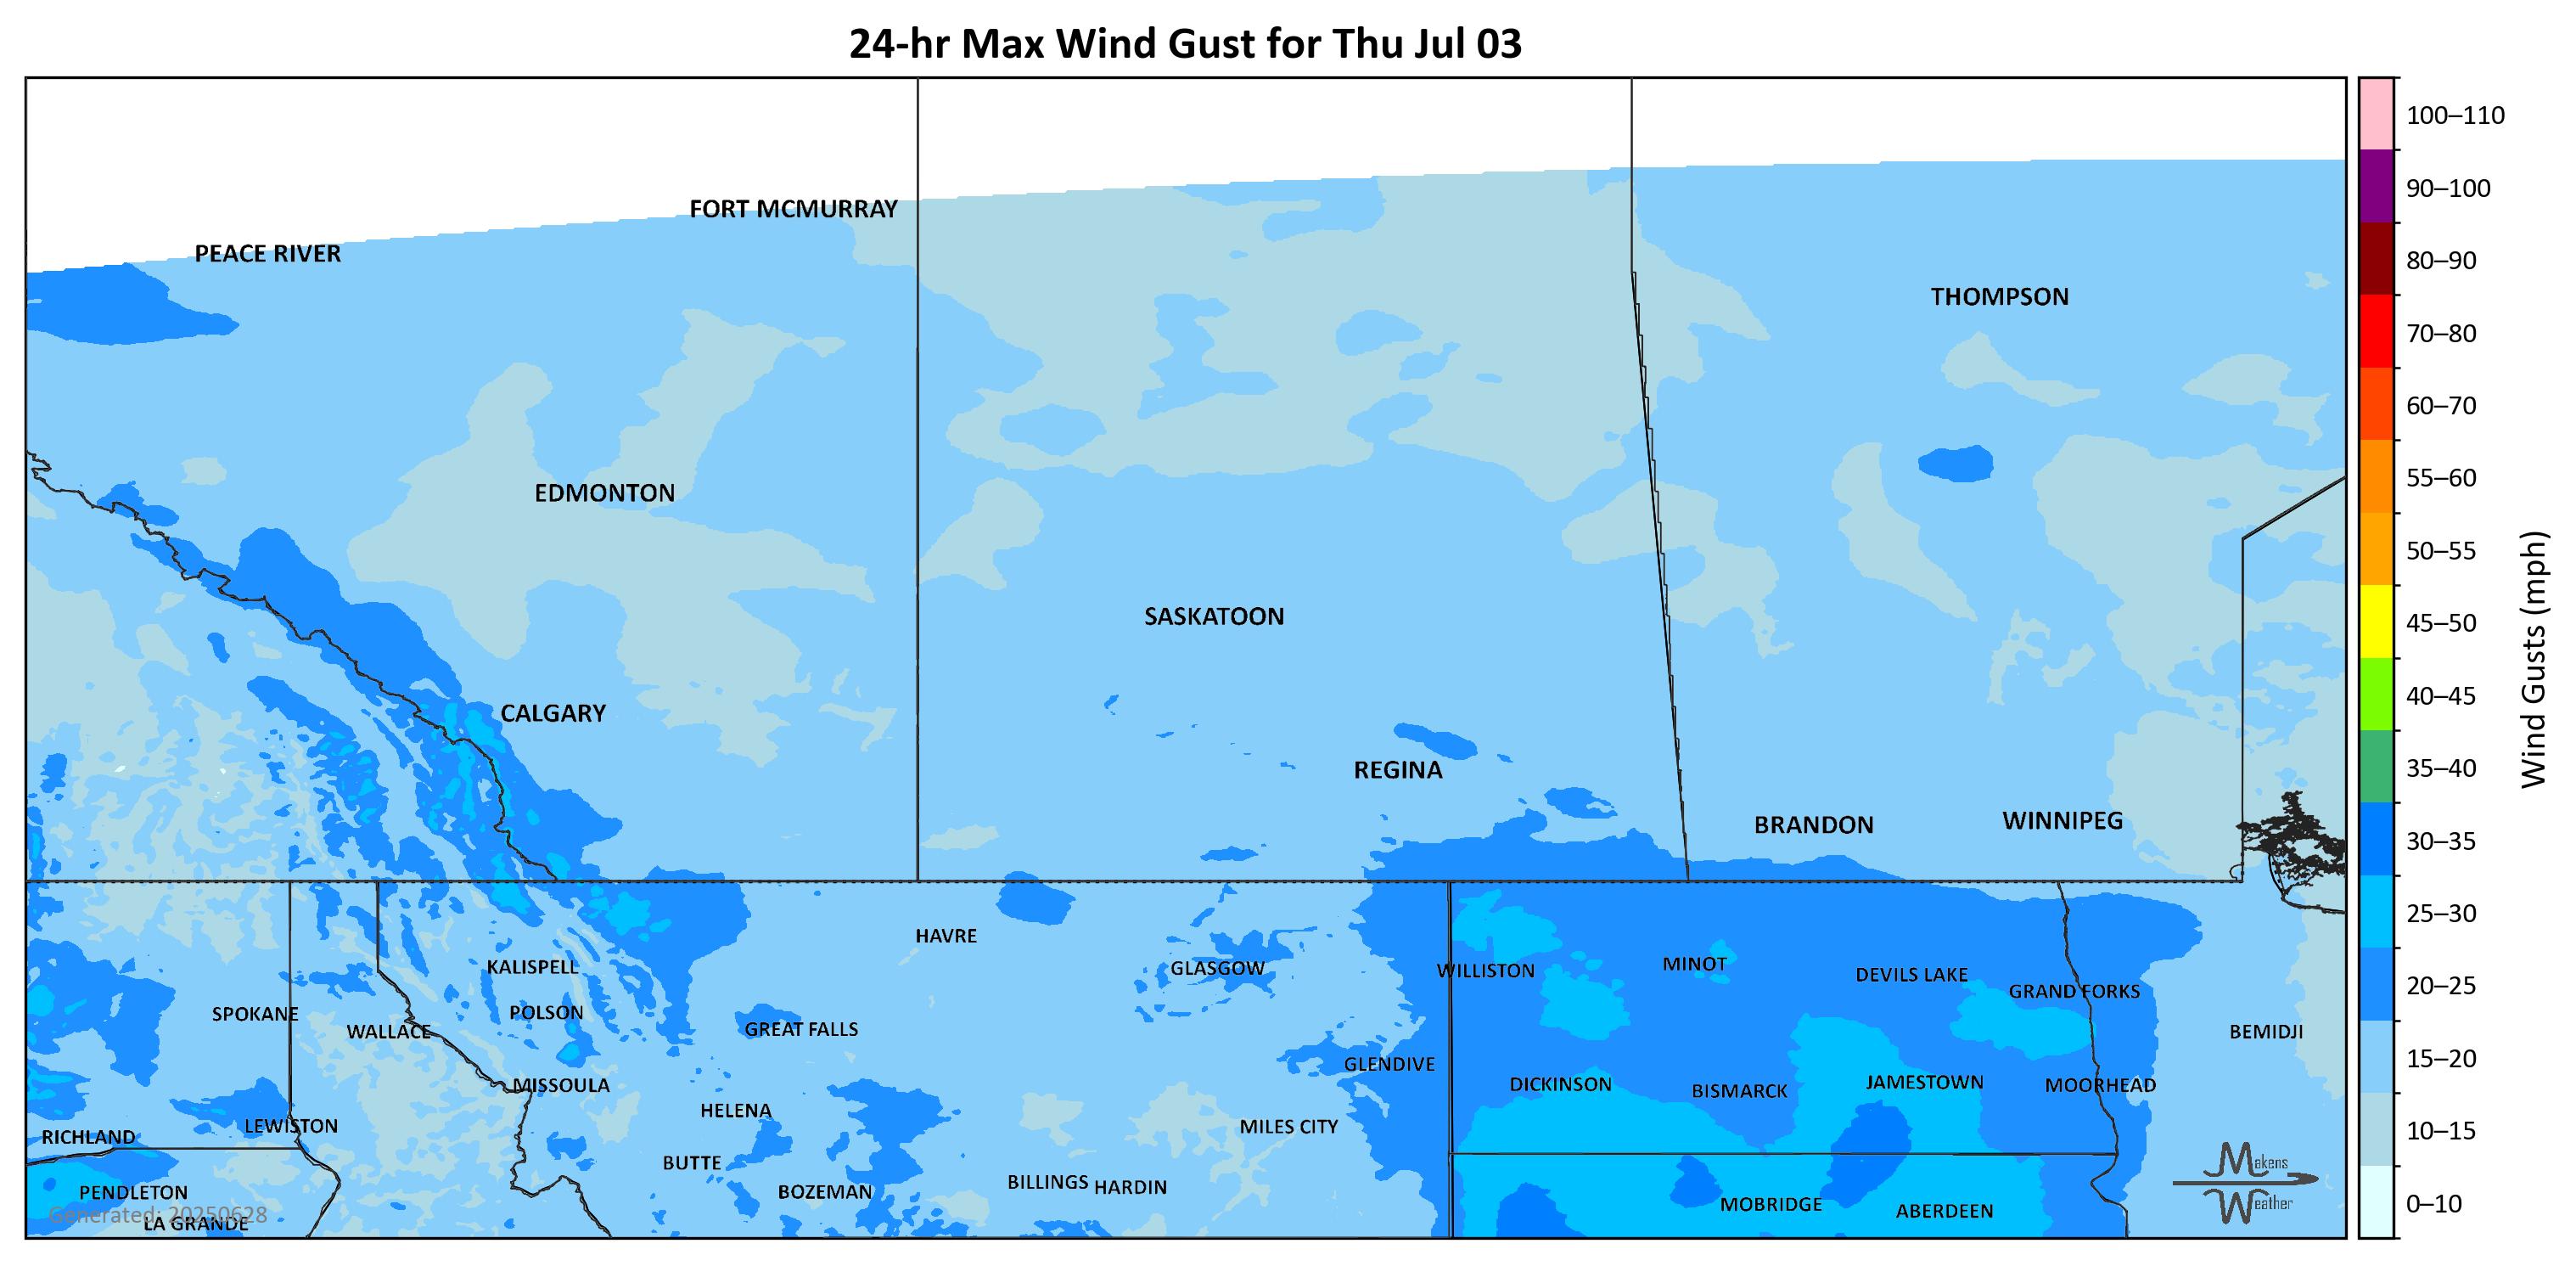 24-hr Max Wind Gust for Thu Jul 03
100–110
FORT MCMURRAY
90–100
PEACE RIVER
80–90
THOMPSON
70–80
60–70
EDMONTON
55–60
50–55
SASKATOON
45–50
Wind Gusts (mph)
CALGARY
40–45
REGINA
35–40
BRANDON
WINNIPEG
30–35
25–30
HAVRE
KALISPELL
GLASGOW
WILLISTON
MINOT
DEVILS LAKE
20–25
GRAND FORKS
SPOKANE
POLSON
WALLACE
GREAT FALLS
BEMIDJI
15–20
GLENDIVE
MISSOULA
DICKINSON
BISMARCK
JAMESTOWN
MOORHEAD
HELENA
LEWISTON
MILES CITY
10–15
RICHLAND
BUTTE
Makens
Weather
PENDLETON
BOZEMAN
BILLINGS
HARDIN
MOBRIDGE
ABERDEEN
0–10
Generated: 20250628
LA GRANDE